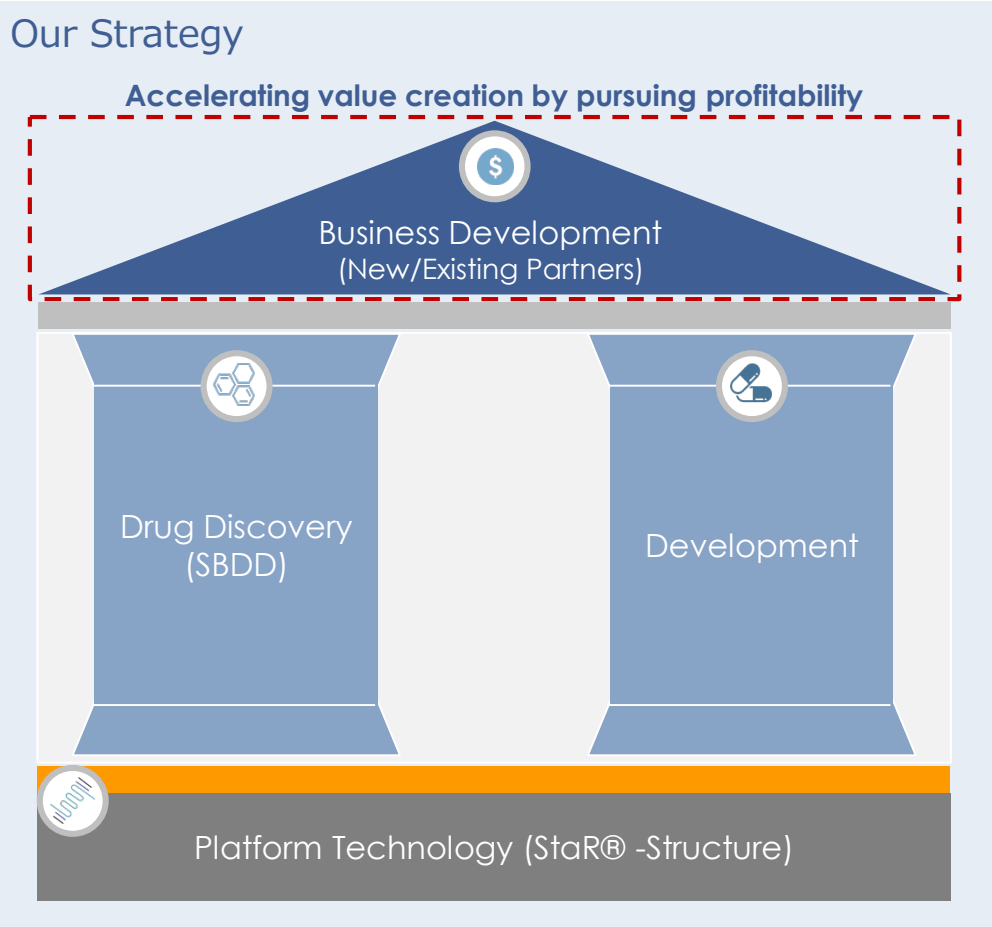 Our Strategy
Accelerating value creation by pursuing profitability
$
Business Development
(New/Existing Partners)
Drug Discovery
(SBDD)
Development
Platform Technology (StaR® -Structure)